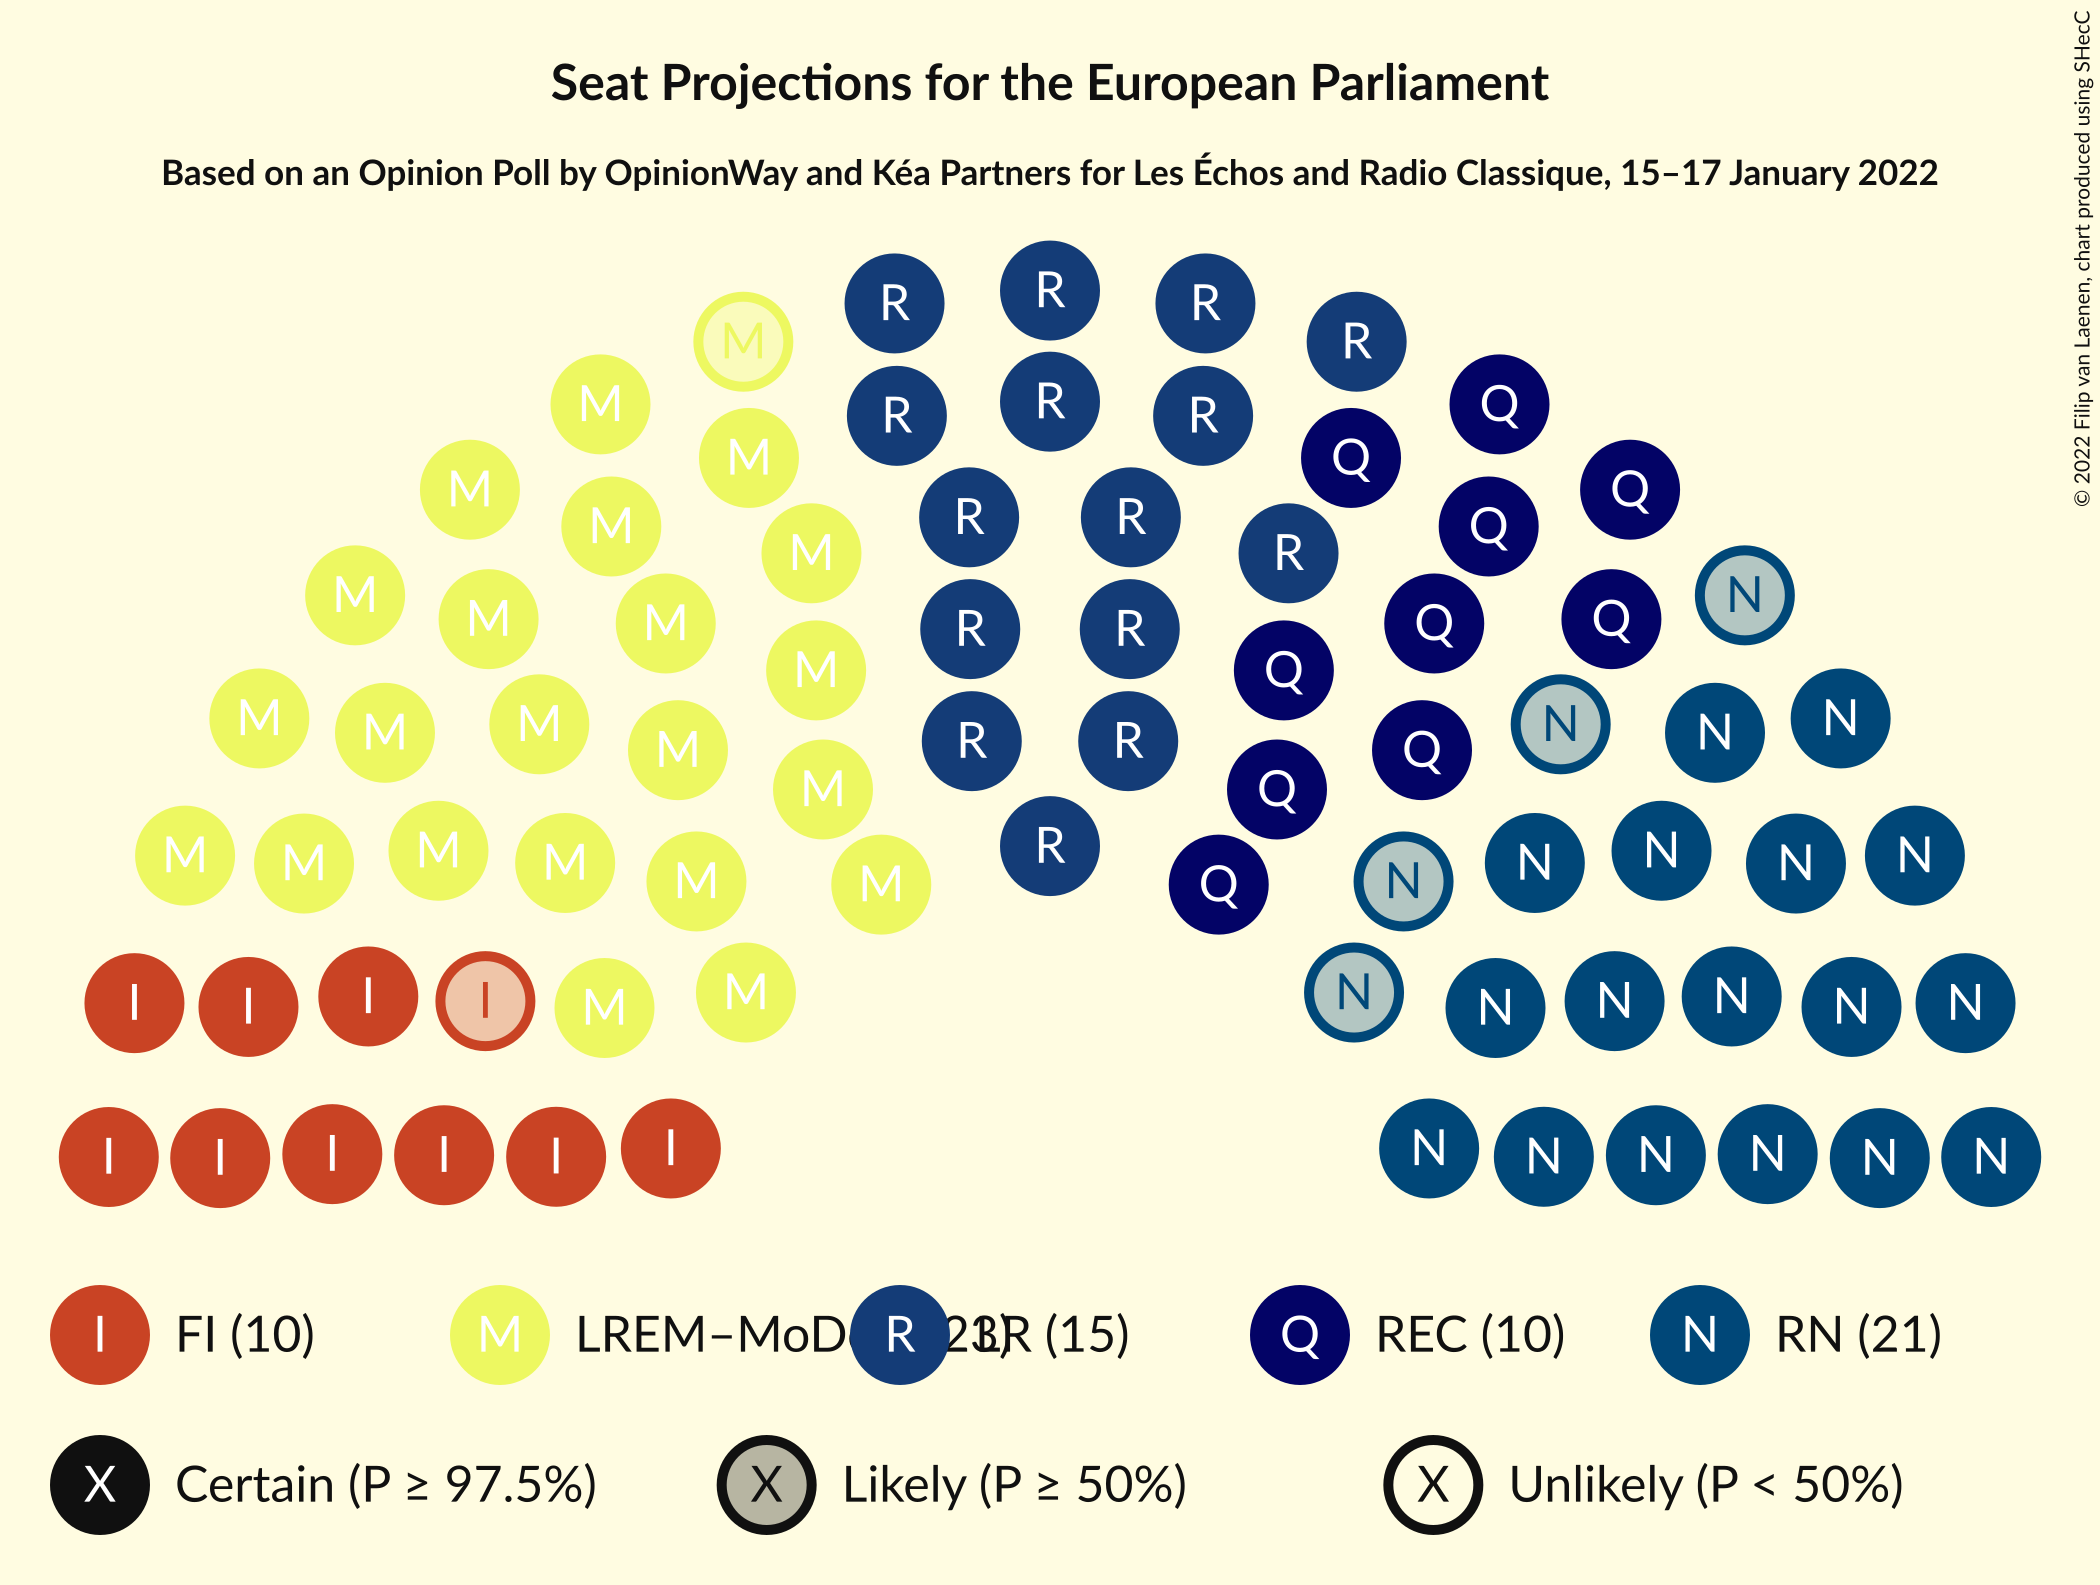 Seat Projections for the European Parliament
Based on an Opinion Poll by OpinionWay and Kéa Partners for Les Échos and Radio Classique, 15–17 January 2022
© 2022 Filip van Laenen, chart produced using SHecC
M R R R R
M R R R Q
M M Q Q
M M R R Q Q
M M M R R R Q Q Q N
M M M M R R Q N N N
M M R R Q Q
M M M M M M R Q N N N N N
I I I I M M N N N N N N
I I I I I I N N N N N N
I FI (10) M LREM–MoD R LR (15) Q REC (10) N RN (21)
X Certain (P ≥ 97.5%) X Likely (P ≥ 50%) X Unlikely (P < 50%)